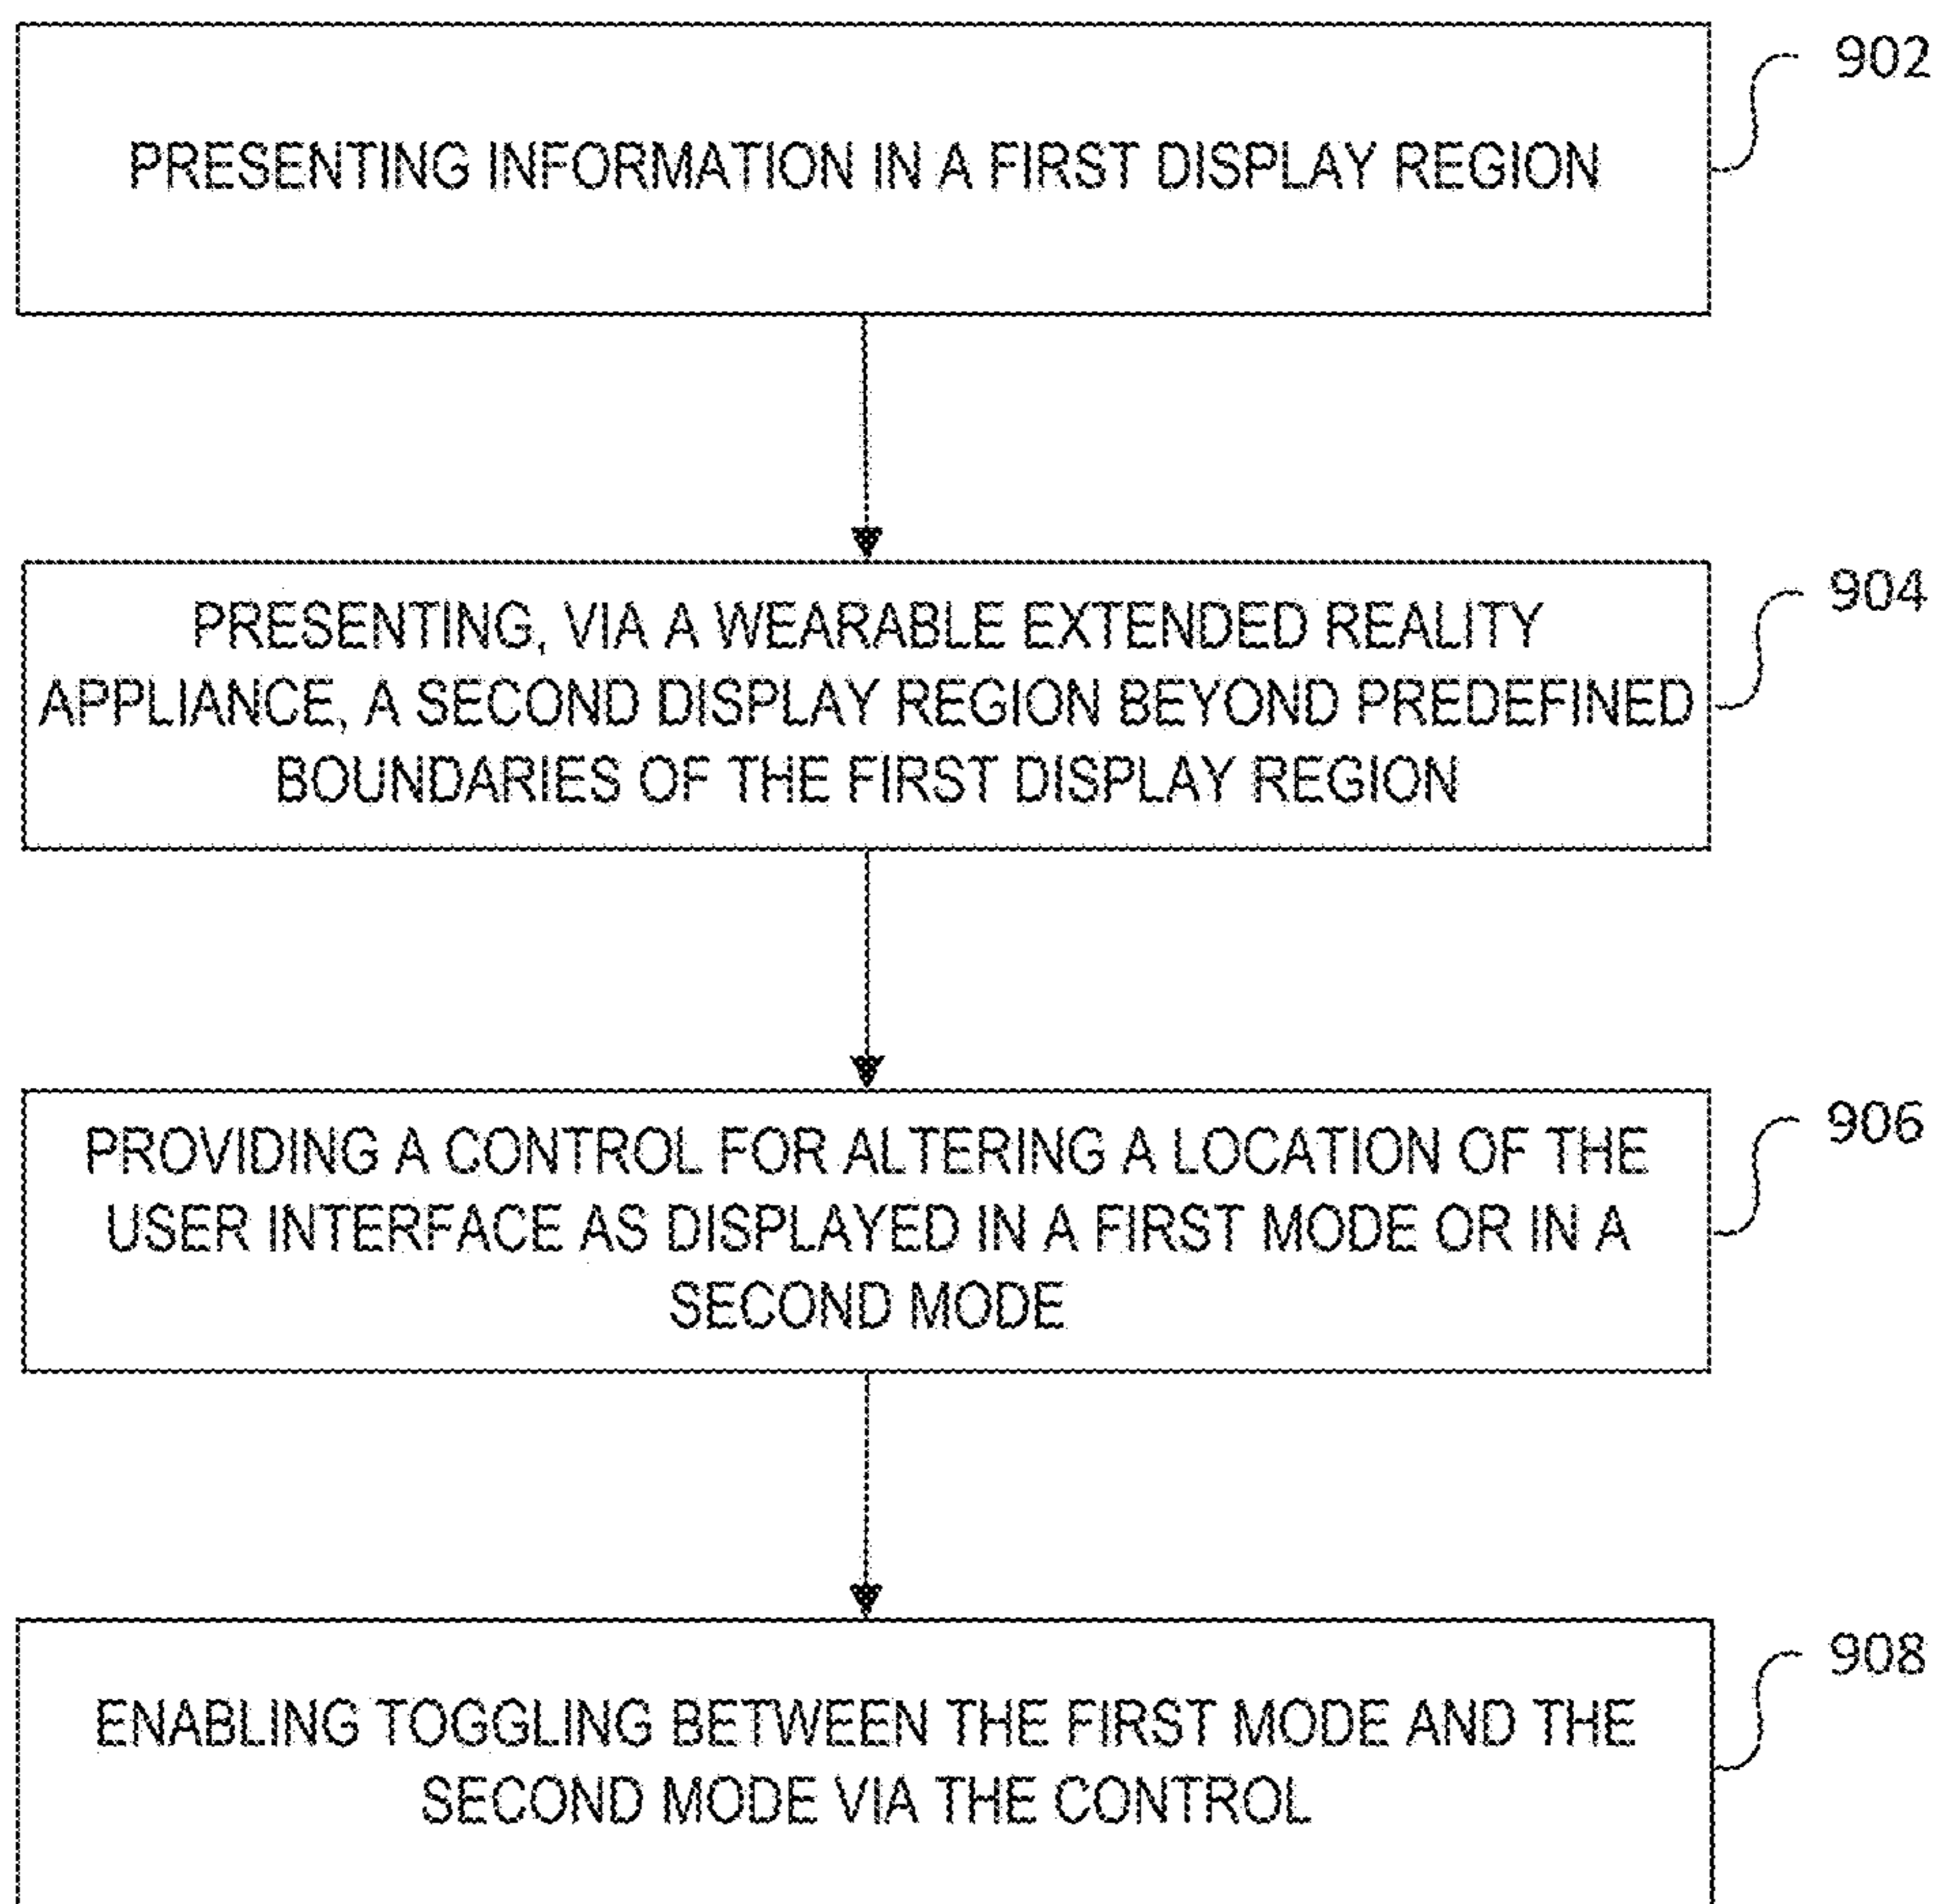 902
PRESENTING INFORMATION IN A FIRST DISPLAY REGION
904
PRESENTING, VIA A WEARABLE EXTENDED REALITY
APPLIANCE, A SECOND DISPLAY REGION BEYOND PREDEFINED
BOUNDARIES OF THE FIRST DISPLAY REGION
906
PROVIDING A CONTROL FOR ALTERING A LOCATION OF THE
USER INTERFACE AS DISPLAYED IN A FIRST MODE OR IN A
SECOND MODE
908
ENABLING TOGGLING BETWEEN THE FIRST MODE AND THE
SECOND MODE VIA THE CONTROL